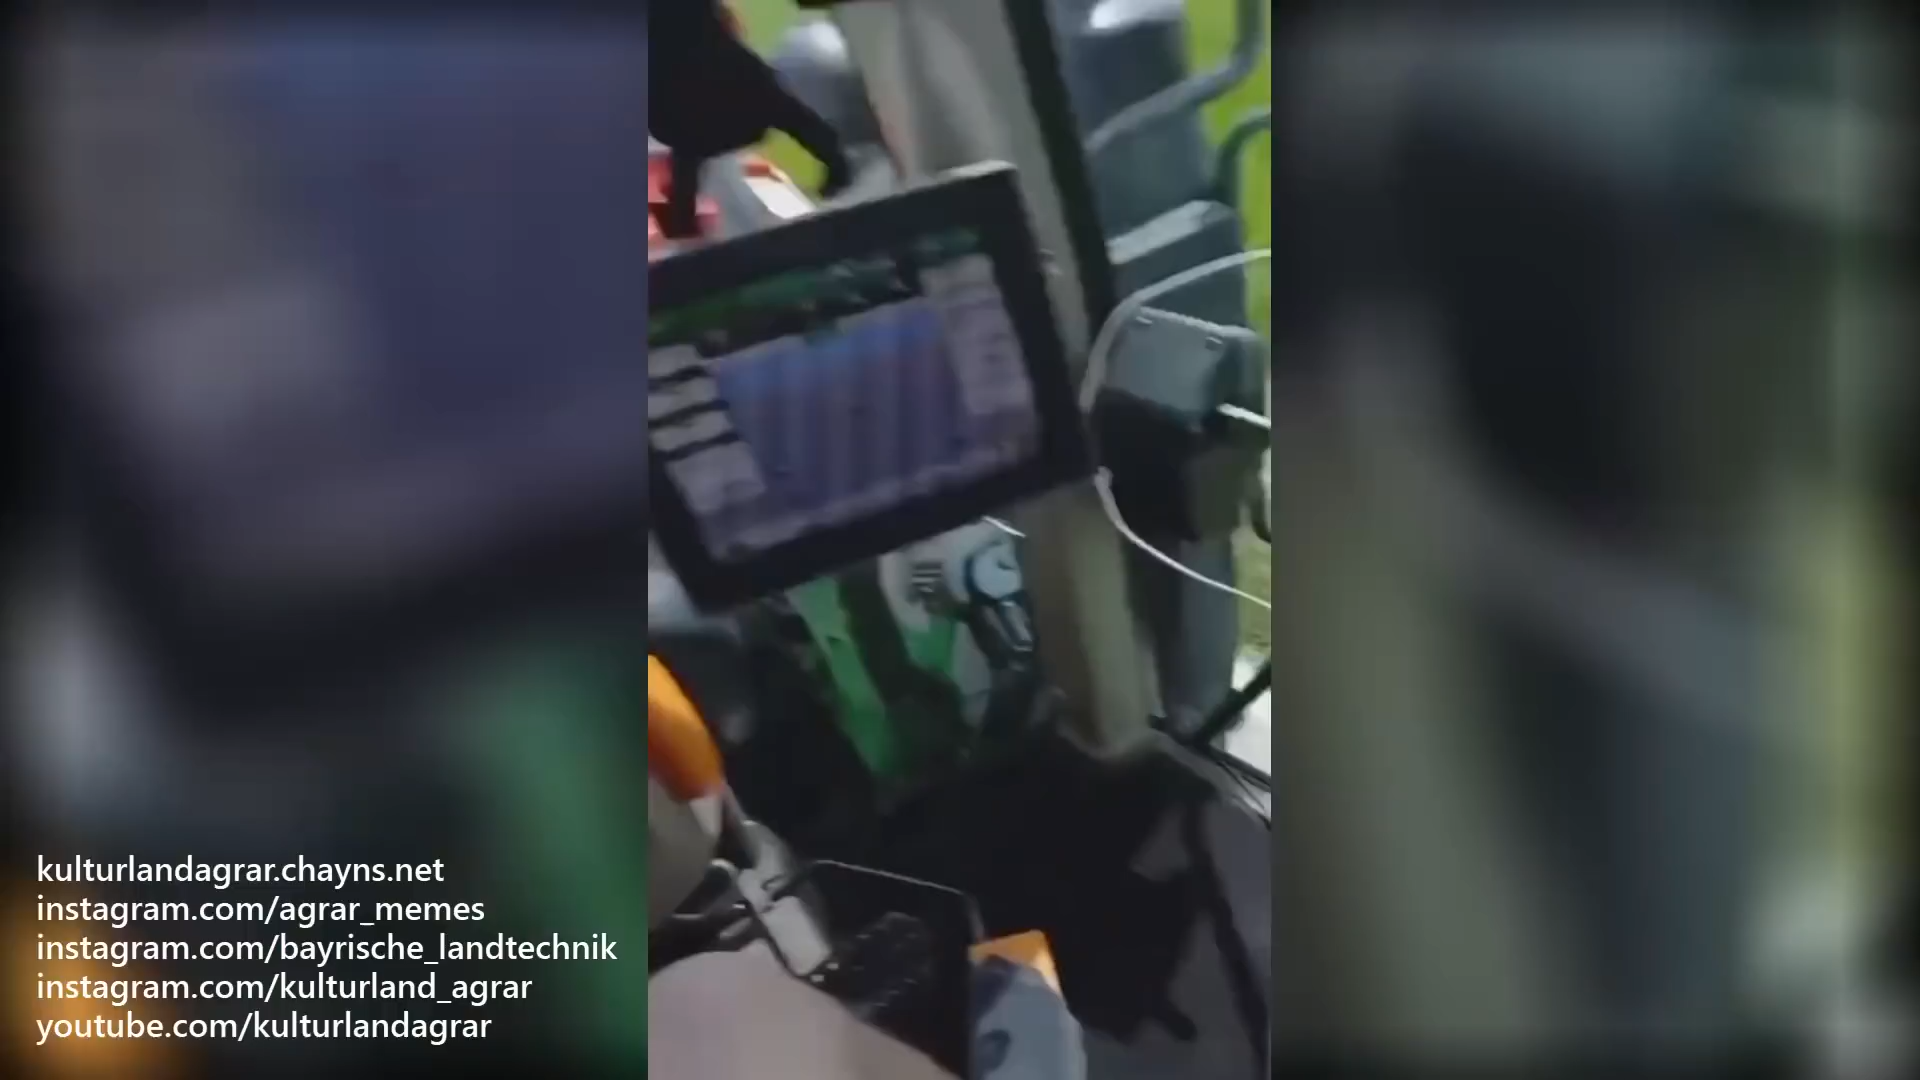 kulturlandagrar.chayns.net
instagram.com/agrar_memes
instagram.com/bayrische_landtechnik
instagram.com/kulturland_agrar
youtube.com/kulturlandagrar